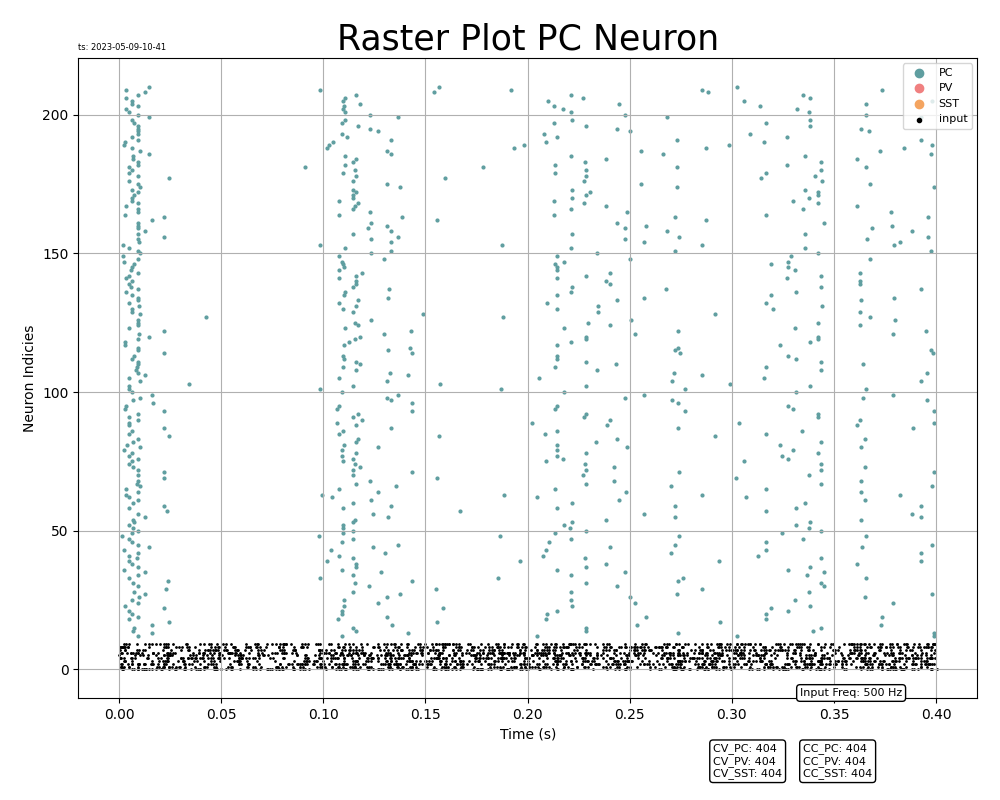 Raster Plot PC Neuron
ts: 2023-05-09-10-41
PC
PV
SST
input
Neuron Indicies
200
150
100
50
0
0.00 0.05 0.10 0.15 0.20 0.25 0.30 0.35 0.40
Time (s)
Input Freq: 500 Hz
CV_PC: 404
CV_PV: 404
CV_SST: 404
CC_PC: 404
CC_PV: 404
CC_SST: 404